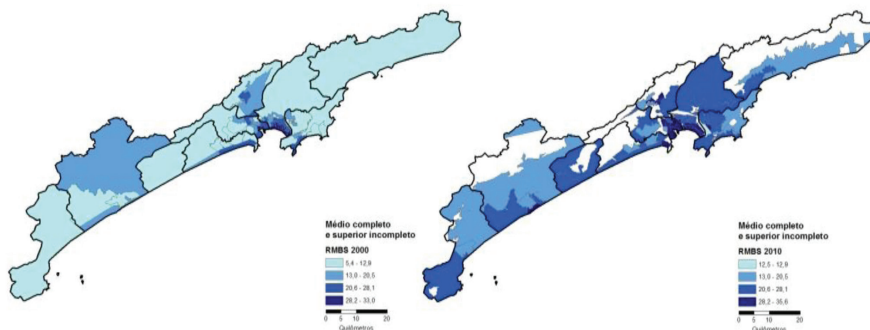 Médio completo
e superior incompleto
RMBS 2000
5,4 - 12,9
13,0 - 20,5
20,6 - 28,1
28,2 - 33,0
0 5 10 20
Quilômetros
Médio completo
e superior incompleto
RMBS 2010
12,5 - 12,9
13,0 - 20,5
20,6 - 28,1
28,2 - 35,6
0 5 10 20
Quilômetros